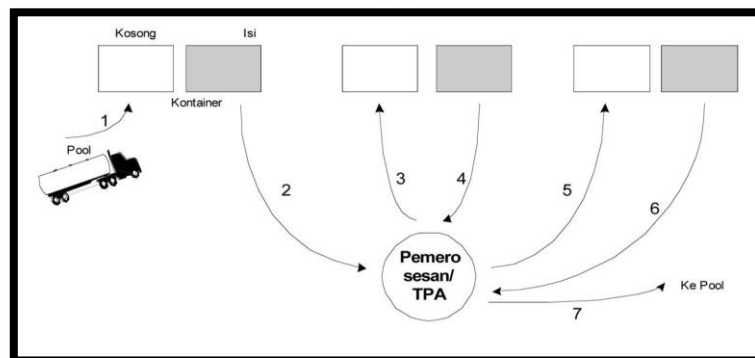 Kosong
Isi
Kontainer
1
Pool
2
3
4
5
6
Pemero
sesan/
TPA
7
Ke Pool